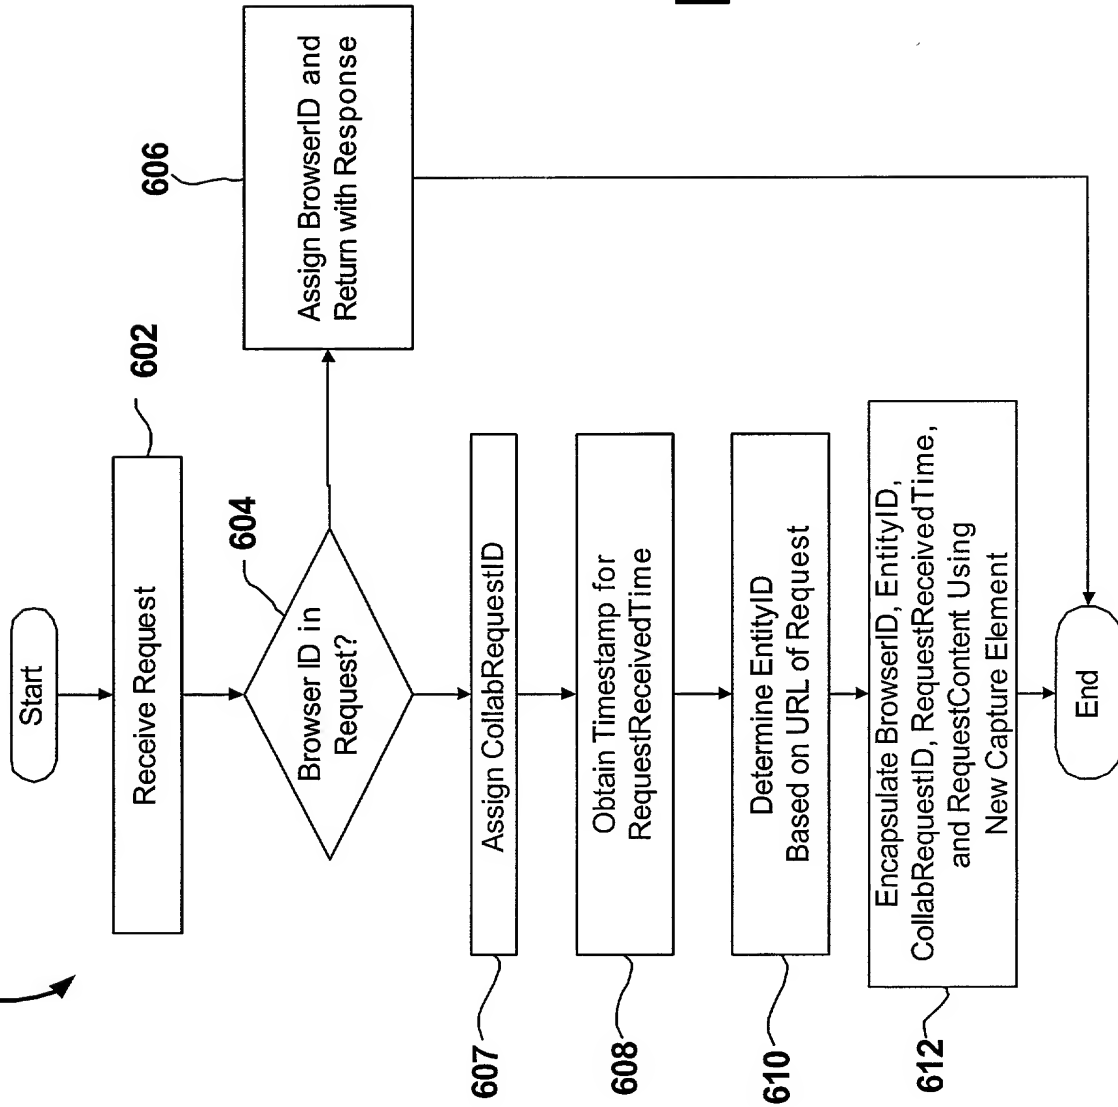 Start
602
Receive Request
604
Browser ID in
Request?
606
Assign BrowserID and
Return with Response
607
Assign CollabRequestID
608
Obtain Timestamp for
RequestReceivedTime
610
Determine EntityID
Based on URL of Request
612
Encapsulate BrowserID, EntityID,
CollabRequestID, RequestReceivedTime,
and RequestContent Using
New Capture Element
End